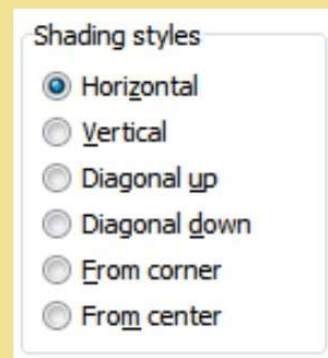 Shading styles
Horizontal
Vertical
Diagonal up
Diagonal down
From corner
From center